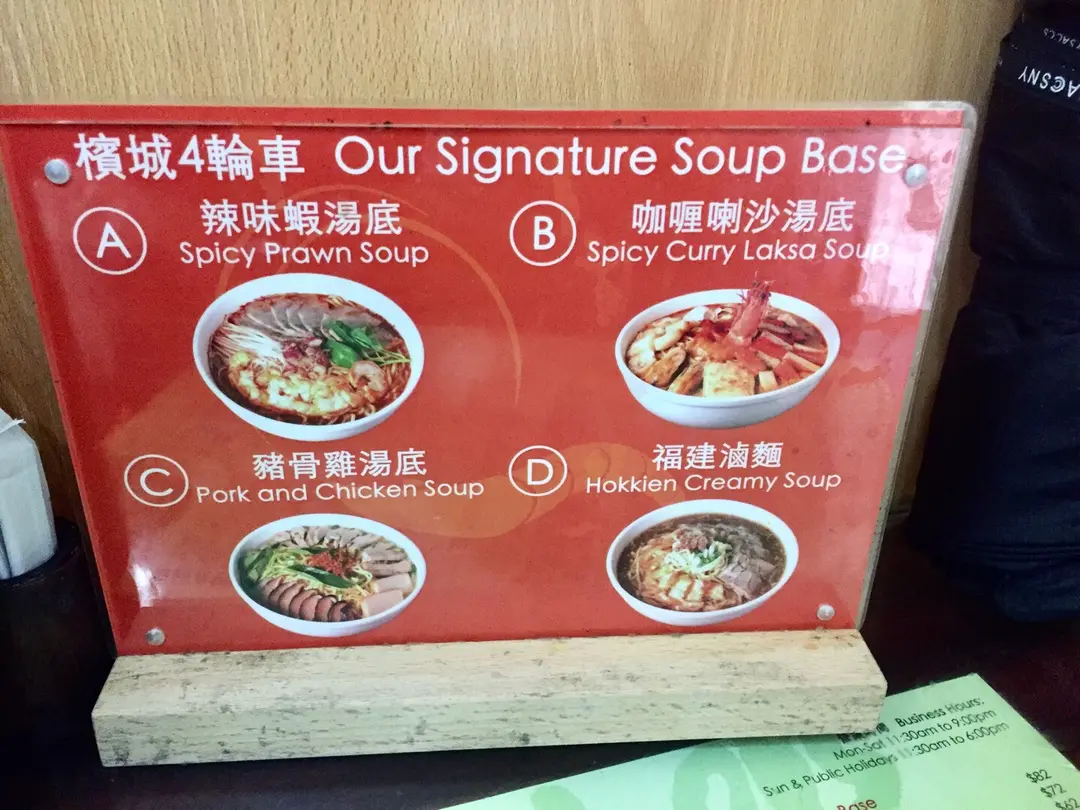 檳城4輪車 Our Signature Soup Base
A 辣味蝦湯底
Spicy Prawn Soup
B 咖喱喇沙湯底
Spicy Curry Laksa Soup
C 豬骨雞湯底
Pork and Chicken Soup
D 福建滷麵
Hokkien Creamy Soup
Business Hours:
Mon-Sat 11:30am to 9:00pm
Sun & Public Holidays 11:30am to 6:00pm
Base
$82
$72